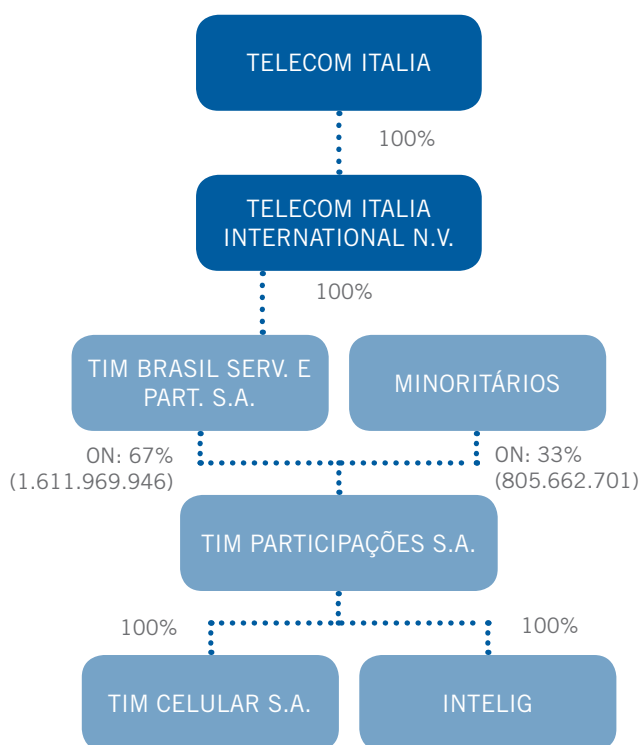 TELECOM ITALIA
100%
TELECOM ITALIA
INTERNATIONAL N.V.
100%
TIM BRASIL SERV. E
PART. S.A.
MINORITÁRIOS
ON: 67%
(1.611.969.946)
ON: 33%
(805.662.701)
TIM PARTICIPAÇÕES S.A.
100%
100%
TIM CELULAR S.A.
INTELIG